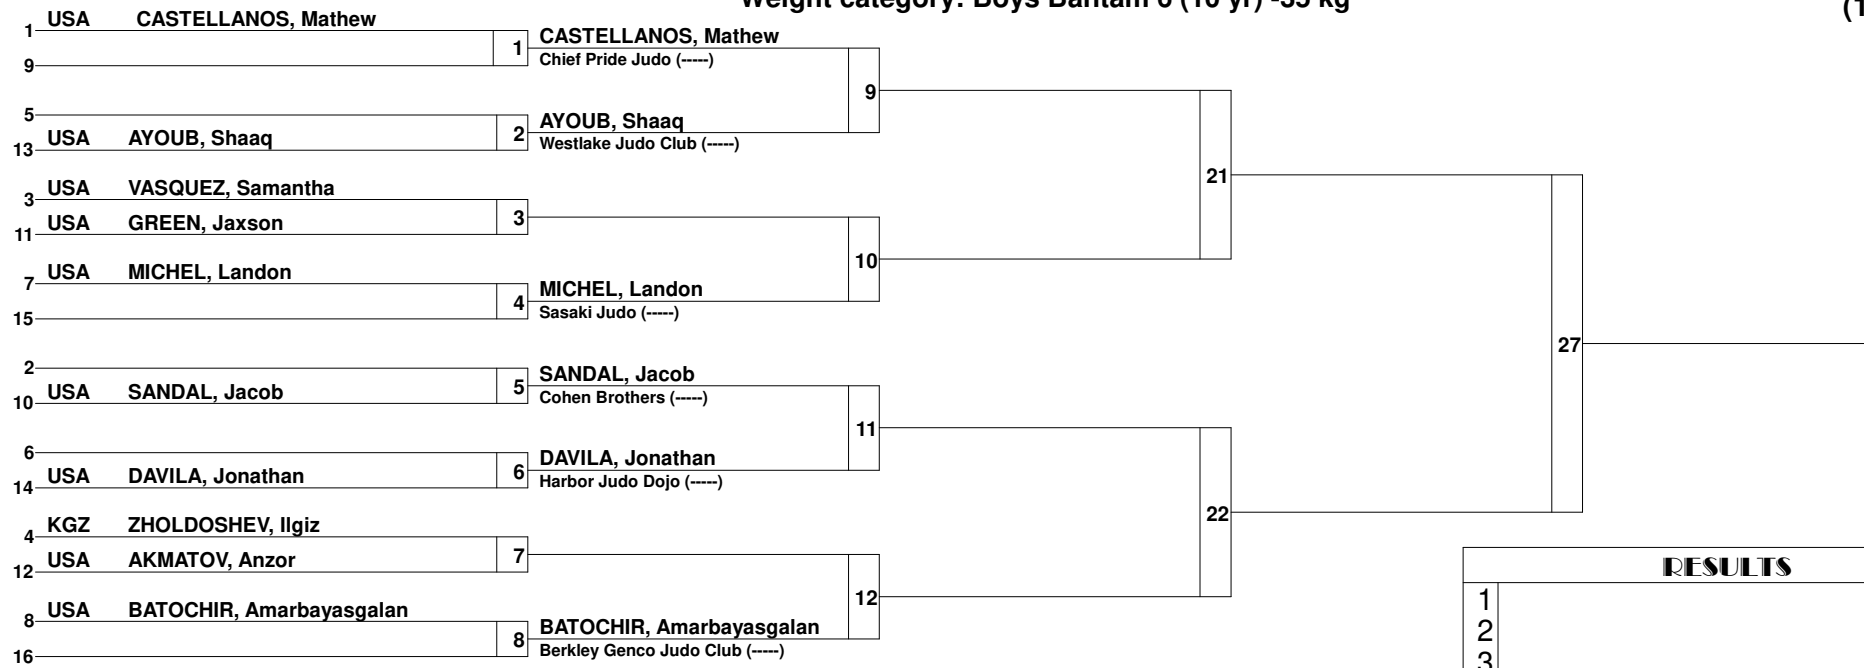 Weight category: Boys Bantam 6 (10 yr) -35 kg
(1
1 USA CASTELLANOS, Mathew
9
1 CASTELLANOS, Mathew
Chief Pride Judo (-----)
5
13 USA AYOUB, Shaaq
2 AYOUB, Shaaq
Westlake Judo Club (-----)
9
3 USA VASQUEZ, Samantha
11 USA GREEN, Jaxson
3
7 USA MICHEL, Landon
15
4 MICHEL, Landon
Sasaki Judo (-----)
10
21
2
10 USA SANDAL, Jacob
5 SANDAL, Jacob
Cohen Brothers (-----)
6
14 USA DAVILA, Jonathan
6 DAVILA, Jonathan
Harbor Judo Dojo (-----)
11
4 KGZ ZHOLDOSHEV, Ilgiz
12 USA AKMATOV, Anzor
7
8 USA BATOCHIR, Amarbayasgalan
16
8 BATOCHIR, Amarbayasgalan
Berkley Genco Judo Club (-----)
12
22
27
RESULTS
1
2
3